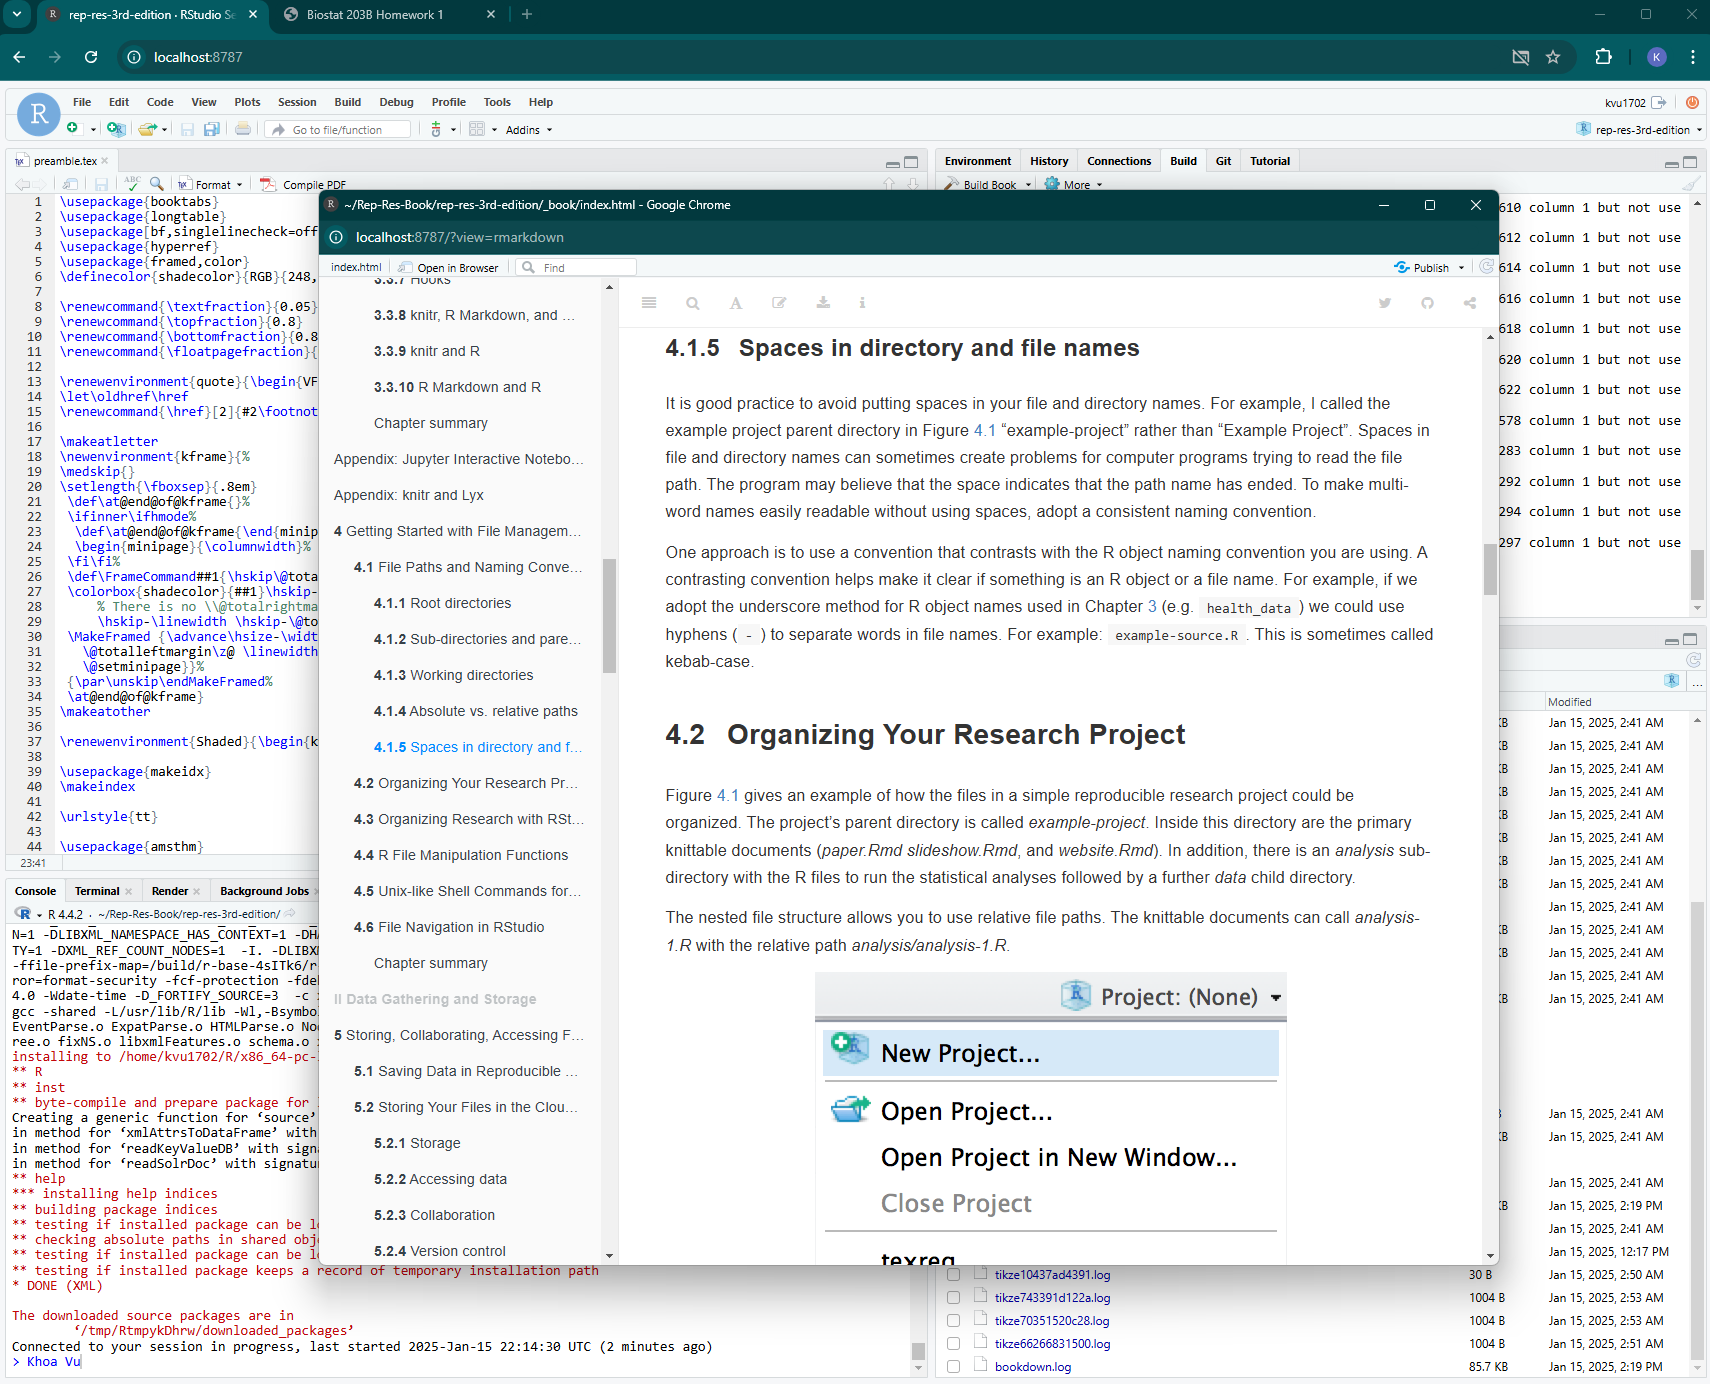 rep-res-3rd-edition · RStudio Se
Biostat 203B Homework 1
localhost:8787
K
R
File Edit Code View Plots Session Build Debug Profile Tools Help
kvu1702
Go to file/function
Addins
rep-res-3rd-edition
preamble.tex
Environment History Connections Build Git Tutorial
Format
Compile PDF
Build Book
More
1 \usepackage{booktabs}
2 \usepackage{longtable}
3 \usepackage[bf,singlelinecheck=off
4 \usepackage{hyperref}
5 \usepackage{framed,color}
6 \definecolor{shadecolor}{RGB}{248,
7
8 \renewcommand{\textfraction}{0.05}
9 \renewcommand{\topfraction}{0.8}
10 \renewcommand{\bottomfraction}{0.8
11 \renewcommand{\floatpagefraction}{
12
13 \renewenvironment{quote}{\begin{VF
14 \let\oldhref\href
15 \renewcommand{\href}[2]{#2\footnot
16
17 \makeatletter
18 \newenvironment{kframe}{%
19 \medskip{}
20 \setlength{\fboxsep}{.8em}
21 \def\at@end@of@kframe{}%
22 \ifinner\ifhmode%
23 \def\at@end@of@kframe{\end{minip
24 \begin{minipage}{\columnwidth}%
25 \fi\fi%
26 \def\FrameCommand##1{\hskip\@tota
27 \colorbox{shadecolor}{##1}\hskip-
28 % There is no \\@totalrightma
29 \hskip-\linewidth \hskip-\@to
30 \MakeFramed {\advance\hsize-\widt
31 \@totalleftmargin\z@ \linewidth
32 \@setminipage}}%
33 {\par\unskip\endMakeFramed%
34 \at@end@of@kframe}
35 \makeatother
36
37 \renewenvironment{Shaded}{\begin{k
38
39 \usepackage{makeidx}
40 \makeindex
41
42 \urlstyle{tt}
43
44 \usepackage{amsthm}
23:41
Console Terminal Render Background Jobs
R 4.4.2 · ~/Rep-Res-Book/rep-res-3rd-edition/
N=1 -DLIBXML_NAMESPACE_HAS_CONTEXT=1 -DH
TY=1 -DXML_REF_COUNT_NODES=1 -I. -DLIBX
-ffile-prefix-map=/build/r-base-4sITk6/r
ror=format-security -fcf-protection -fde
4.0 -Wdate-time -D_FORTIFY_SOURCE=3 -c
gcc -shared -L/usr/lib/R/lib -Wl,-Bsymbo
EventParse.o ExpatParse.o HTMLParse.o No
ree.o fixNS.o libxmlFeatures.o schema.o
installing to /home/kvu1702/R/x86_64-pc-
** R
** inst
** byte-compile and prepare package for
Creating a generic function for ‘source’
in method for ‘xmlAttrsToDataFrame’ with
in method for ‘readKeyValueDB’ with sign
in method for ‘readSolrDoc’ with signatu
** help
*** installing help indices
** building package indices
** testing if installed package can be l
** checking absolute paths in shared obj
** testing if installed package can be l
** testing if installed package keeps a record of temporary installation path
* DONE (XML)
The downloaded source packages are in
‘/tmp/RtmpykDhrw/downloaded_packages’
Connected to your session in progress, last started 2025-Jan-15 22:14:30 UTC (2 minutes ago)
> Khoa Vu
~/Rep-Res-Book/rep-res-3rd-edition/_book/index.html - Google Chrome
localhost:8787/?view=rmarkdown
index.html
Open in Browser
Find
Publish
3.3.7 Hooks
3.3.8 knitr, R Markdown, and ...
3.3.9 knitr and R
3.3.10 R Markdown and R
Chapter summary
Appendix: Jupyter Interactive Notebo...
Appendix: knitr and Lyx
4 Getting Started with File Managem...
4.1 File Paths and Naming Conve...
4.1.1 Root directories
4.1.2 Sub-directories and pare...
4.1.3 Working directories
4.1.4 Absolute vs. relative paths
4.1.5 Spaces in directory and f...
4.2 Organizing Your Research Pr...
4.3 Organizing Research with RSt...
4.4 R File Manipulation Functions
4.5 Unix-like Shell Commands for...
4.6 File Navigation in RStudio
Chapter summary
II Data Gathering and Storage
5 Storing, Collaborating, Accessing F...
5.1 Saving Data in Reproducible ...
5.2 Storing Your Files in the Clou...
5.2.1 Storage
5.2.2 Accessing data
5.2.3 Collaboration
5.2.4 Version control
4.1.5 Spaces in directory and file names
It is good practice to avoid putting spaces in your file and directory names. For example, I called the
example project parent directory in Figure 4.1 “example-project” rather than “Example Project”. Spaces in
file and directory names can sometimes create problems for computer programs trying to read the file
path. The program may believe that the space indicates that the path name has ended. To make multi-
word names easily readable without using spaces, adopt a consistent naming convention.
One approach is to use a convention that contrasts with the R object naming convention you are using. A
contrasting convention helps make it clear if something is an R object or a file name. For example, if we
adopt the underscore method for R object names used in Chapter 3 (e.g. health_data ) we could use
hyphens ( - ) to separate words in file names. For example: example-source.R . This is sometimes called
kebab-case.
4.2 Organizing Your Research Project
Figure 4.1 gives an example of how the files in a simple reproducible research project could be
organized. The project’s parent directory is called example-project. Inside this directory are the primary
knittable documents (paper.Rmd slideshow.Rmd, and website.Rmd). In addition, there is an analysis sub-
directory with the R files to run the statistical analyses followed by a further data child directory.
The nested file structure allows you to use relative file paths. The knittable documents can call analysis-
1.R with the relative path analysis/analysis-1.R.
Project: (None)
New Project...
Open Project...
Open Project in New Window...
Close Project
texreg
610 column 1 but not use
612 column 1 but not use
614 column 1 but not use
616 column 1 but not use
618 column 1 but not use
620 column 1 but not use
622 column 1 but not use
578 column 1 but not use
283 column 1 but not use
292 column 1 but not use
294 column 1 but not use
297 column 1 but not use
...
Modified
KB Jan 15, 2025, 2:41 AM
KB Jan 15, 2025, 2:41 AM
KB Jan 15, 2025, 2:41 AM
KB Jan 15, 2025, 2:41 AM
KB Jan 15, 2025, 2:41 AM
KB Jan 15, 2025, 2:41 AM
KB Jan 15, 2025, 2:41 AM
KB Jan 15, 2025, 2:41 AM
KB Jan 15, 2025, 2:41 AM
KB Jan 15, 2025, 2:41 AM
KB Jan 15, 2025, 2:41 AM
KB Jan 15, 2025, 2:41 AM
KB Jan 15, 2025, 2:41 AM
B Jan 15, 2025, 2:41 AM
KB Jan 15, 2025, 2:41 AM
Jan 15, 2025, 2:41 AM
KB Jan 15, 2025, 2:19 PM
Jan 15, 2025, 2:41 AM
Jan 15, 2025, 12:17 PM
tikze10437ad4391.log 30 B Jan 15, 2025, 2:50 AM
tikze743391d122a.log 1004 B Jan 15, 2025, 2:53 AM
tikze70351520c28.log 1004 B Jan 15, 2025, 2:53 AM
tikze66266831500.log 1004 B Jan 15, 2025, 2:51 AM
bookdown.log 85.7 KB Jan 15, 2025, 2:19 PM